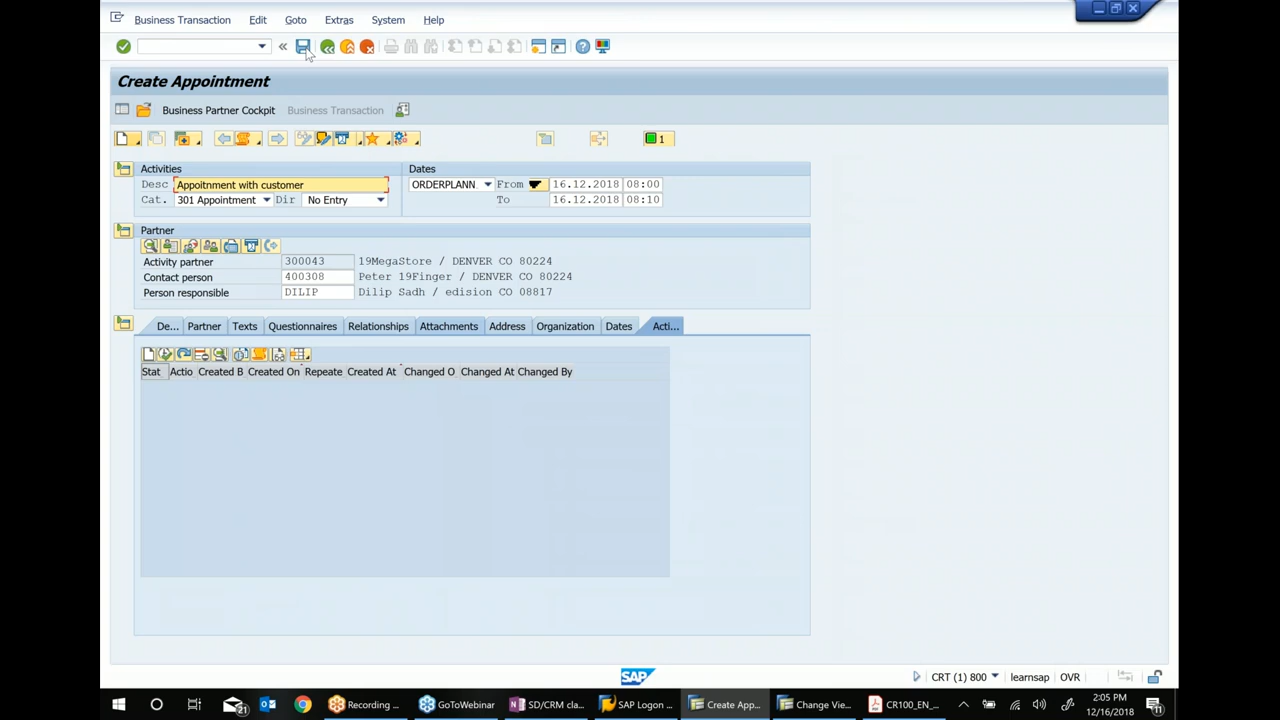 Business Transaction Edit Goto Extras System Help
«
Create Appointment
Business Partner Cockpit Business Transaction
1
Activities Dates
Desc Appoitnment with customer ORDERPLANN From 16.12.2018 08:00
Cat. 301 Appointment Dir No Entry To 16.12.2018 08:10
Partner
Activity partner 300043 19MegaStore / DENVER CO 80224
Contact person 400308 Peter 19Finger / DENVER CO 80224
Person responsible DILIP Dilip Sadh / edision CO 08817
De... Partner Texts Questionnaires Relationships Attachments Address Organization Dates Acti...
Stat Actio Created B Created On Repeate Created At Changed O Changed At Changed By
SAP CRT (1) 800 learnsap OVR
21 Recording ... GoToWebinar SD/CRM cla... SAP Logon ... Create App... Change Vie... CR100_EN_... 2:05 PM
12/16/2018 11